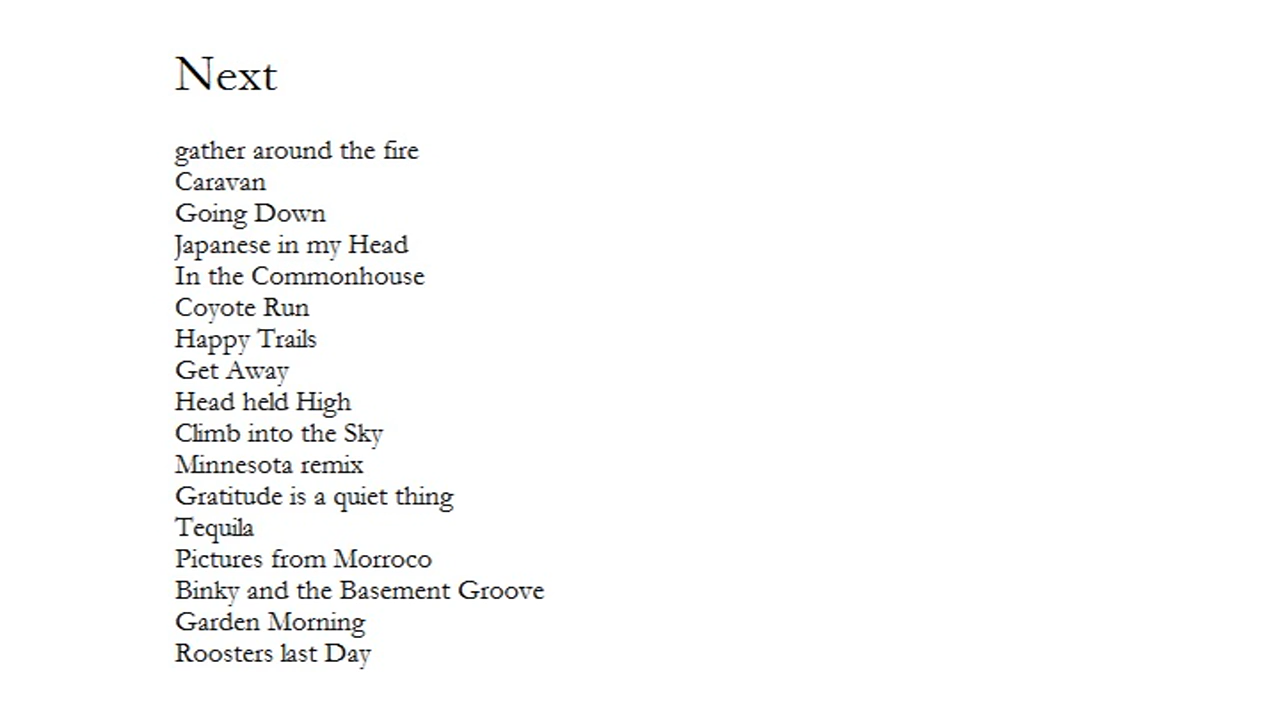 Next
gather around the fire
Caravan
Going Down
Japanese in my Head
In the Commonhouse
Coyote Run
Happy Trails
Get Away
Head held High
Climb into the Sky
Minnesota remix
Gratitude is a quiet thing
Tequila
Pictures from Morroco
Binky and the Basement Groove
Garden Morning
Roosters last Day